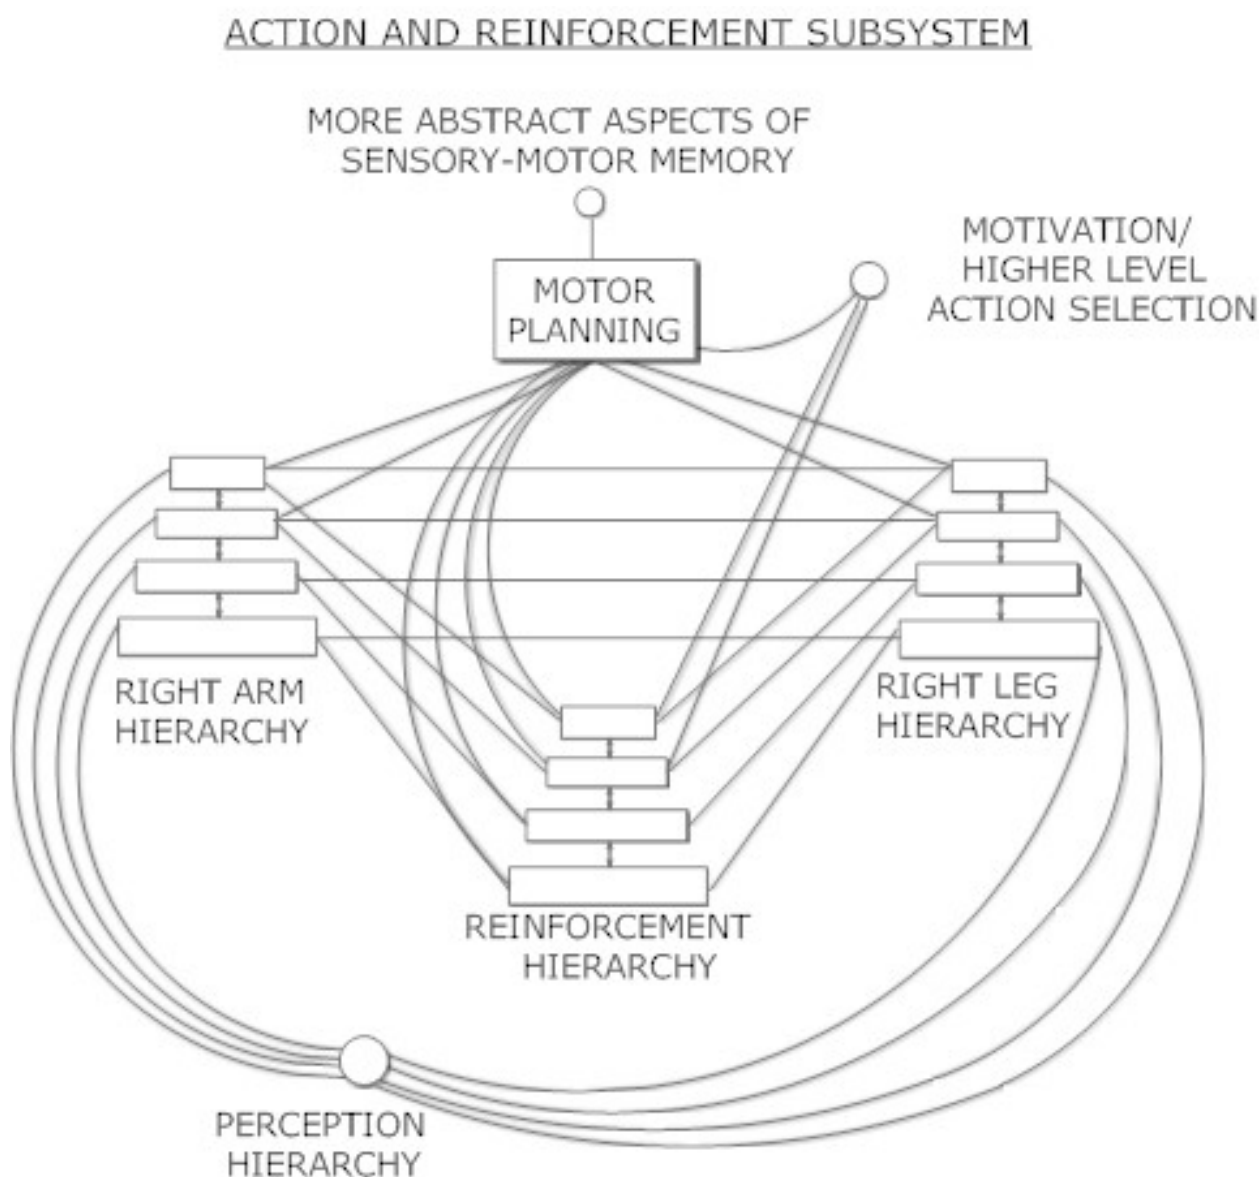 ACTION AND REINFORCEMENT SUBSYSTEM
MORE ABSTRACT ASPECTS OF
SENSORY-MOTOR MEMORY
MOTIVATION/
HIGHER LEVEL
ACTION SELECTION
MOTOR
PLANNING
RIGHT ARM
HIERARCHY
RIGHT LEG
HIERARCHY
REINFORCEMENT
HIERARCHY
PERCEPTION
HIERARCHY